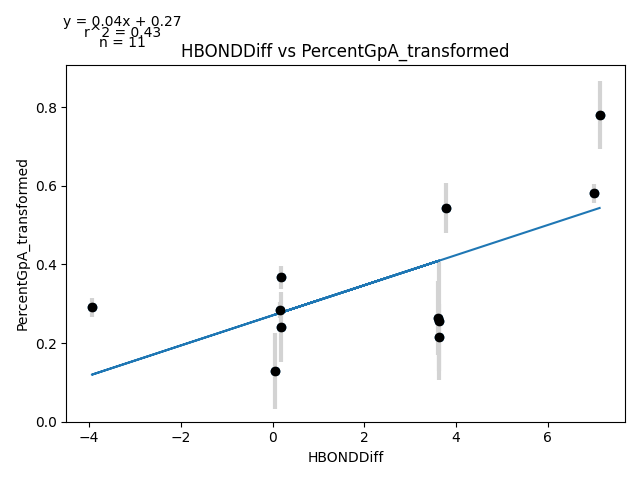 y = 0.04x + 0.27
r^2 = 0.43
n = 11
HBONDDiff vs PercentGpA_transformed
PercentGpA_transformed
0.8
0.6
0.4
0.2
0.0
−4
−2
0
2
4
6
HBONDDiff